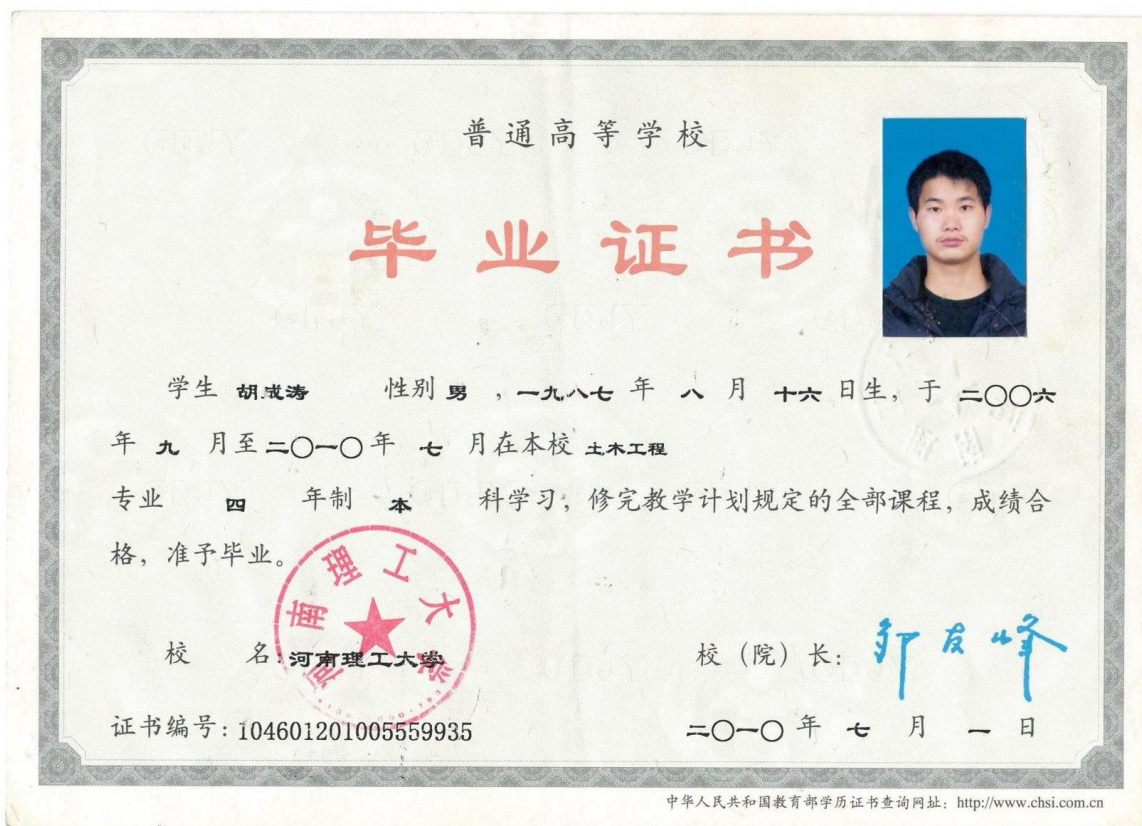 普通高等学校
毕业证书
学生 胡成涛 性别 男 ，一九八七 年 八 月 十六 日生，于 二〇〇六
年 九 月至 二〇一〇 年 七 月在本校 土木工程
专业 四 年制 本 科学习，修完教学计划规定的全部课程，成绩合
格，准予毕业。
河南理工大学
校 名：河南理工大学
校（院）长：邹友峰
证书编号：104601201005559935
二〇一〇 年 七 月 一 日
中华人民共和国教育部学历证书查询网址：http://www.chsi.com.cn